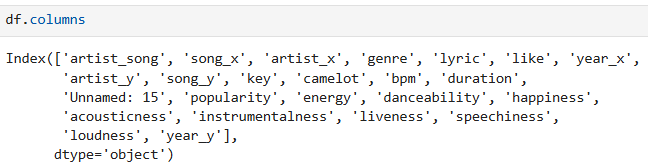 df.columns
Index(['artist_song', 'song_x', 'artist_x', 'genre', 'lyric', 'like', 'year_x',
'artist_y', 'song_y', 'key', 'camelot', 'bpm', 'duration',
'Unnamed: 15', 'popularity', 'energy', 'danceability', 'happiness',
'acousticness', 'instrumentalness', 'liveness', 'speechiness',
'loudness', 'year_y'],
dtype='object')